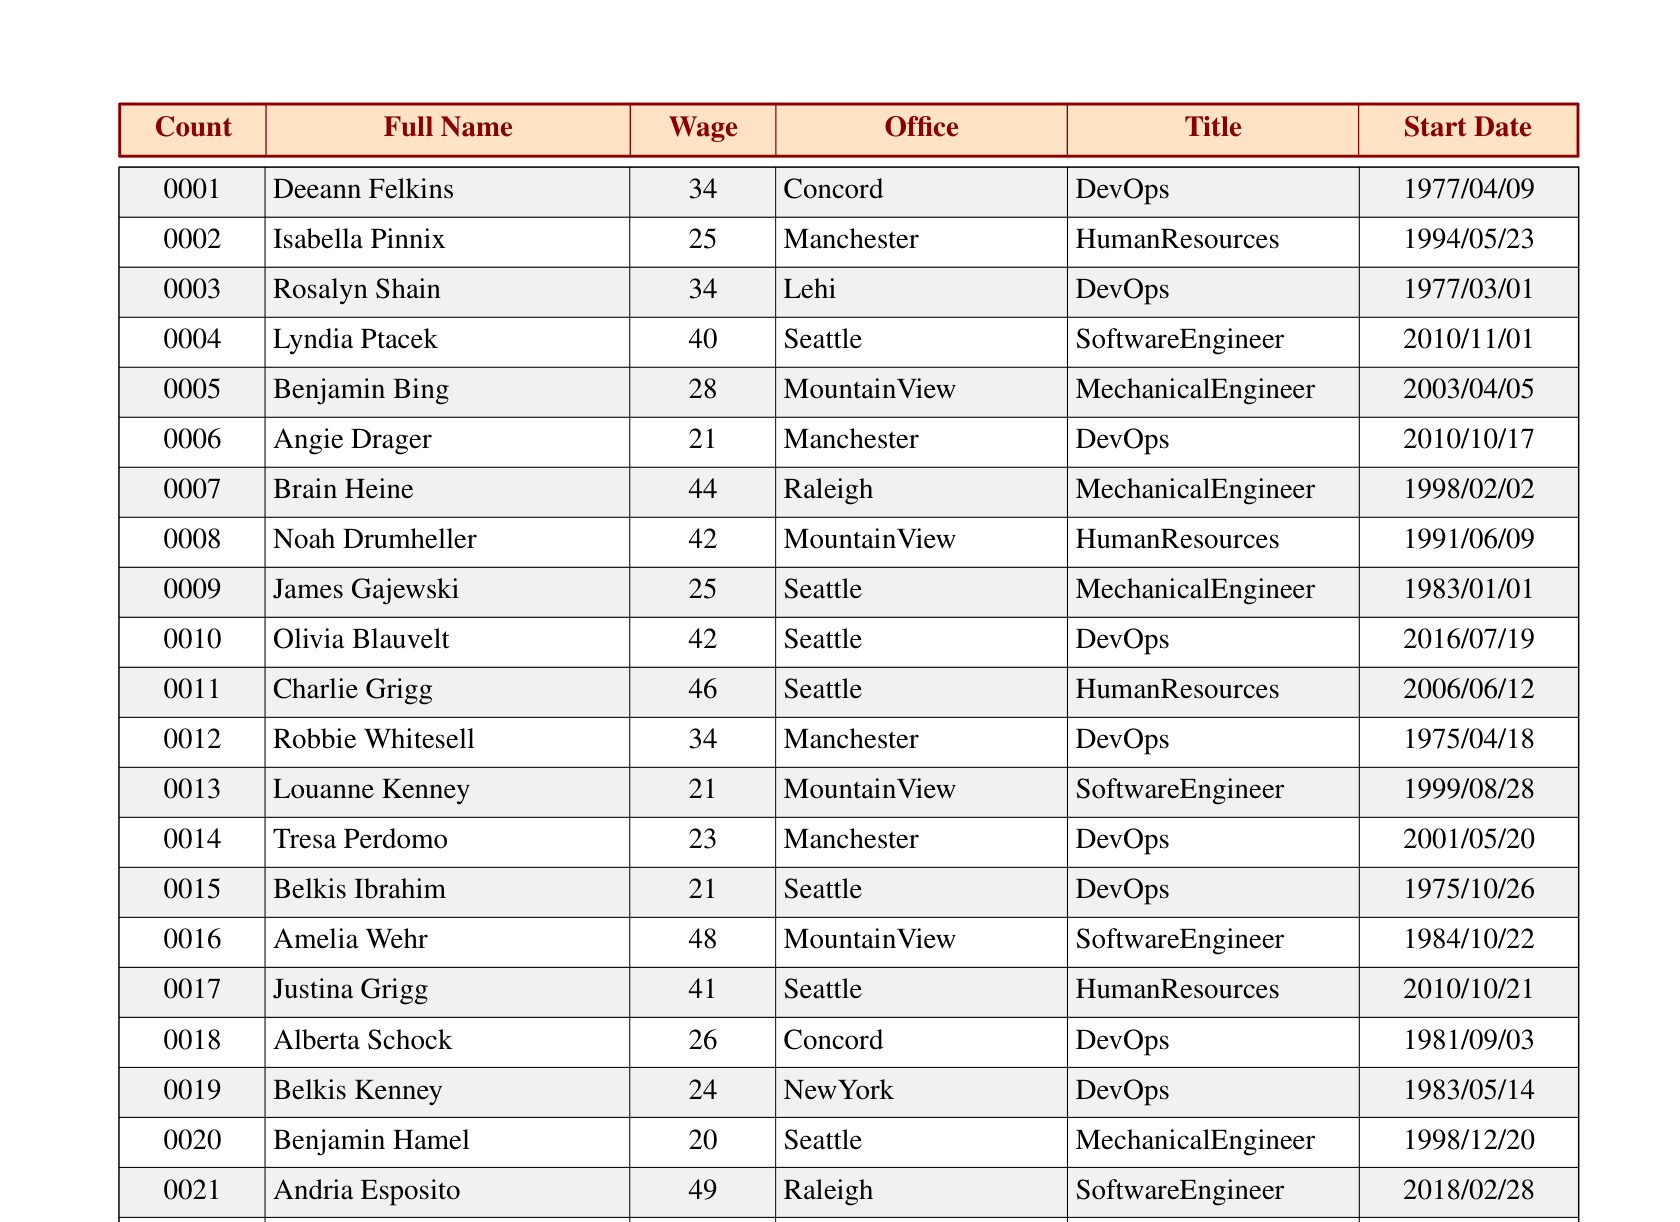 Count Full Name Wage Office Title Start Date
0001 Deeann Felkins 34 Concord DevOps 1977/04/09
0002 Isabella Pinnix 25 Manchester HumanResources 1994/05/23
0003 Rosalyn Shain 34 Lehi DevOps 1977/03/01
0004 Lyndia Ptacek 40 Seattle SoftwareEngineer 2010/11/01
0005 Benjamin Bing 28 MountainView MechanicalEngineer 2003/04/05
0006 Angie Drager 21 Manchester DevOps 2010/10/17
0007 Brain Heine 44 Raleigh MechanicalEngineer 1998/02/02
0008 Noah Drumheller 42 MountainView HumanResources 1991/06/09
0009 James Gajewski 25 Seattle MechanicalEngineer 1983/01/01
0010 Olivia Blauvelt 42 Seattle DevOps 2016/07/19
0011 Charlie Grigg 46 Seattle HumanResources 2006/06/12
0012 Robbie Whitesell 34 Manchester DevOps 1975/04/18
0013 Louanne Kenney 21 MountainView SoftwareEngineer 1999/08/28
0014 Tresa Perdomo 23 Manchester DevOps 2001/05/20
0015 Belkis Ibrahim 21 Seattle DevOps 1975/10/26
0016 Amelia Wehr 48 MountainView SoftwareEngineer 1984/10/22
0017 Justina Grigg 41 Seattle HumanResources 2010/10/21
0018 Alberta Schock 26 Concord DevOps 1981/09/03
0019 Belkis Kenney 24 NewYork DevOps 1983/05/14
0020 Benjamin Hamel 20 Seattle MechanicalEngineer 1998/12/20
0021 Andria Esposito 49 Raleigh SoftwareEngineer 2018/02/28